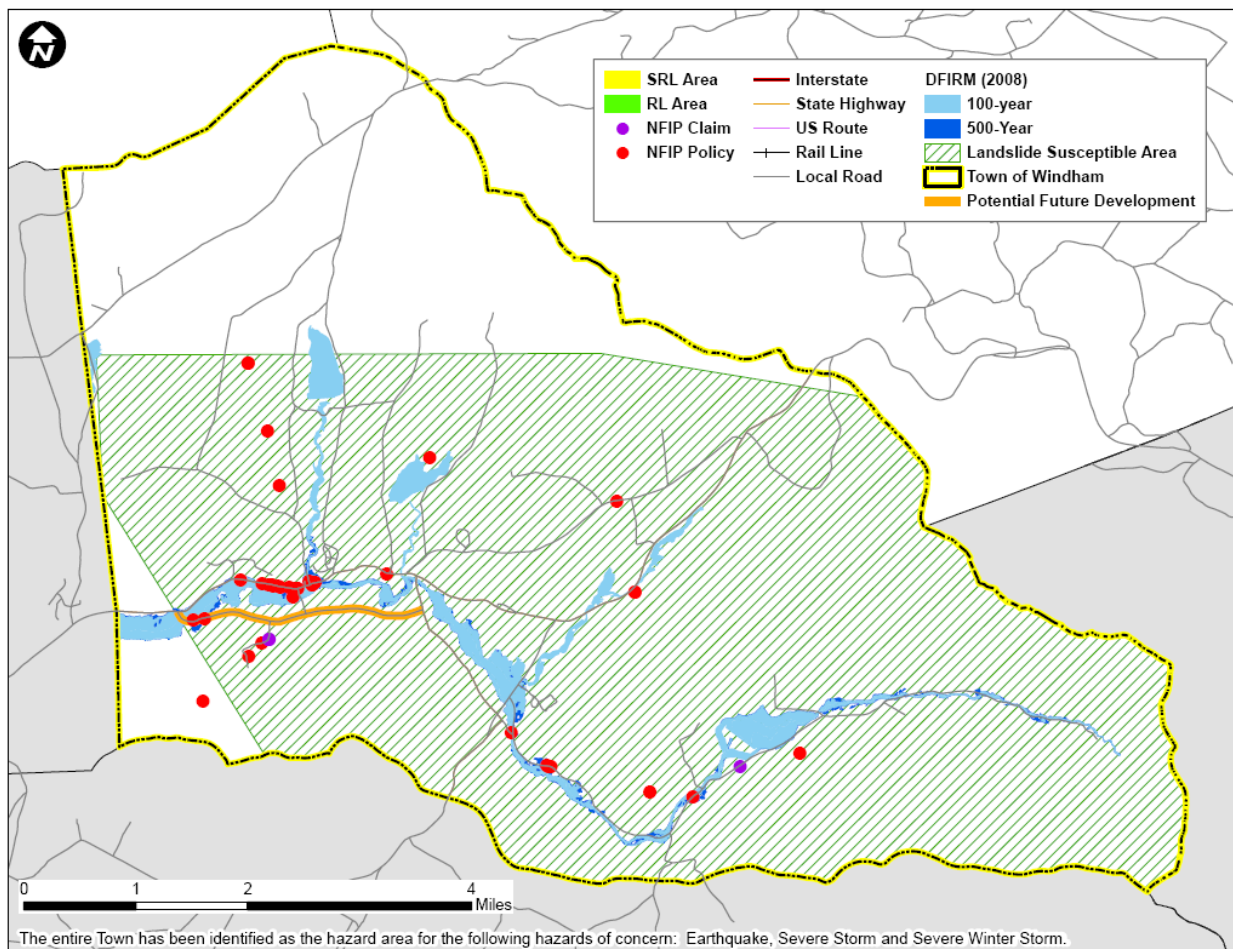 N
SRL Area
RL Area
NFIP Claim
NFIP Policy
Interstate
State Highway
US Route
Rail Line
Local Road
DFIRM (2008)
100-year
500-Year
Landslide Susceptible Area
Town of Windham
Potential Future Development
0 1 2 4
Miles
The entire Town has been identified as the hazard area for the following hazards of concern: Earthquake, Severe Storm and Severe Winter Storm.